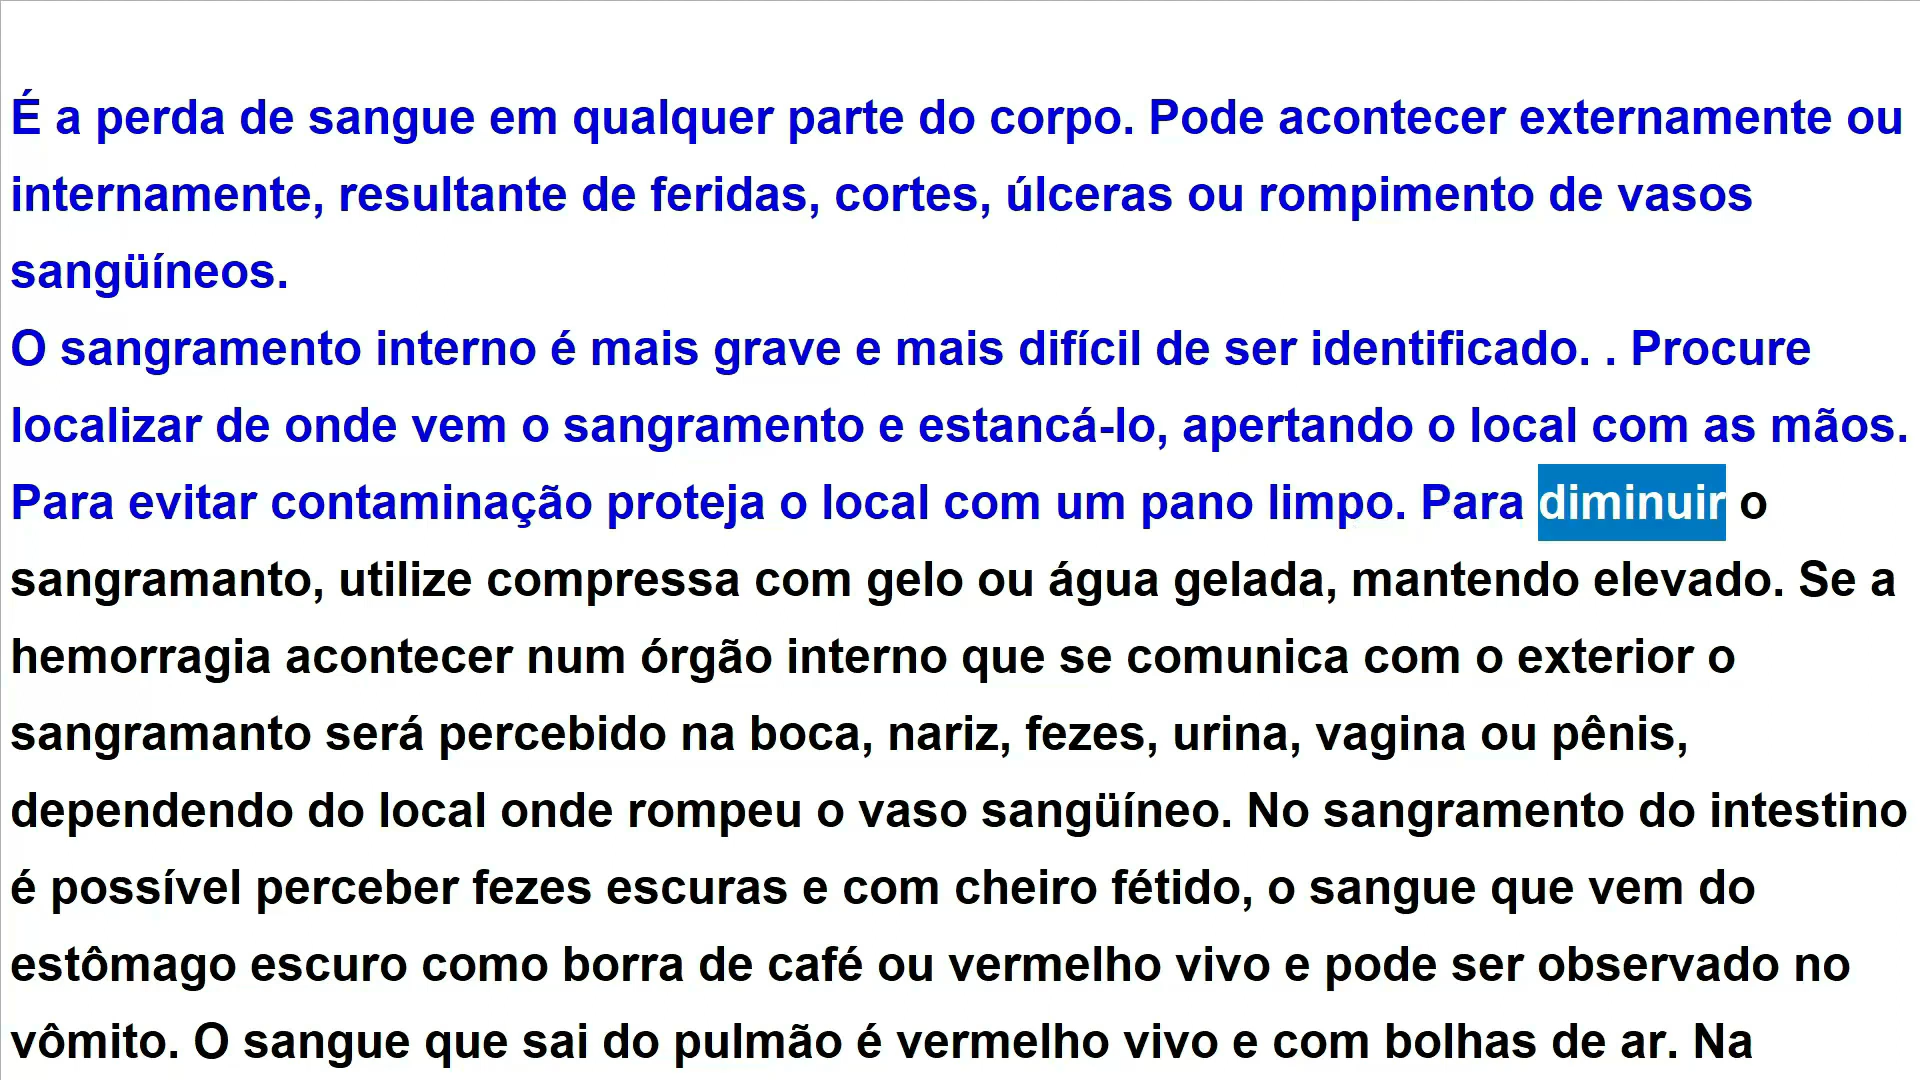 É a perda de sangue em qualquer parte do corpo. Pode acontecer externamente ou
internamente, resultante de feridas, cortes, úlceras ou rompimento de vasos
sangüíneos.
O sangramento interno é mais grave e mais difícil de ser identificado. . Procure
localizar de onde vem o sangramento e estancá-lo, apertando o local com as mãos.
Para evitar contaminação proteja o local com um pano limpo. Para diminuir o
sangramanto, utilize compressa com gelo ou água gelada, mantendo elevado. Se a
hemorragia acontecer num órgão interno que se comunica com o exterior o
sangramanto será percebido na boca, nariz, fezes, urina, vagina ou pênis,
dependendo do local onde rompeu o vaso sangüíneo. No sangramento do intestino
é possível perceber fezes escuras e com cheiro fétido, o sangue que vem do
estômago escuro como borra de café ou vermelho vivo e pode ser observado no
vômito. O sangue que sai do pulmão é vermelho vivo e com bolhas de ar. Na